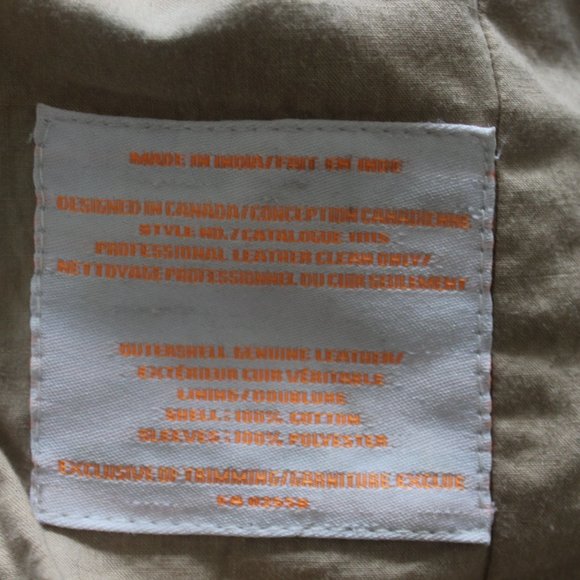 MADE IN INDIA/FAIT EN INDE
DESIGNED IN CANADA/CONCEPTION CANADIENNE
STYLE NO./CATALOGUE
PROFESSIONAL LEATHER CLEAN ONLY/
NETTOYAGE PROFESSIONNEL DU CUIR SEULEMENT
OUTERSHELL GENUINE LEATHER/
EXTÉRIEUR CUIR VÉRITABLE
LINING/DOUBLURE
SHELL: 100% COTTON
SLEEVES: 100% POLYESTER
EXCLUSIVE OF TRIMMING/GARNITURE EXCLUE
CA